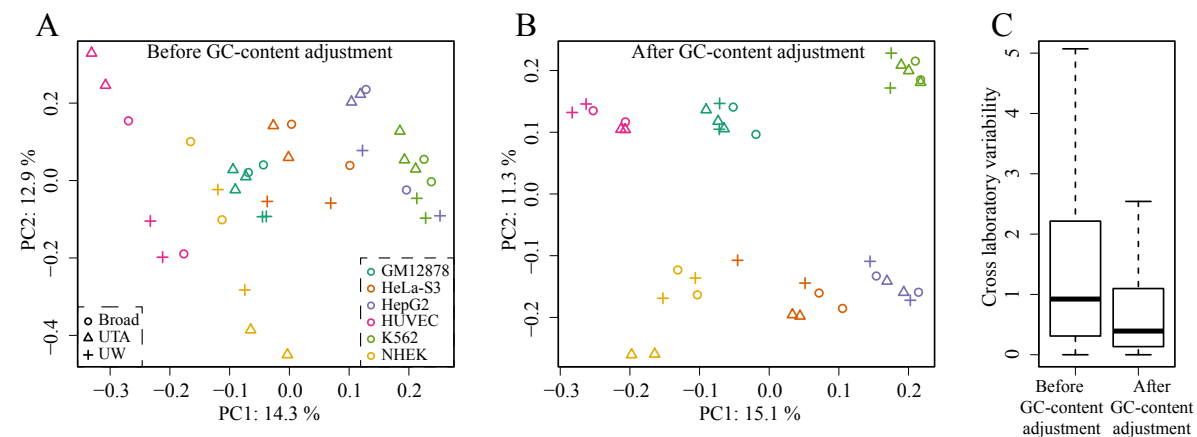 A
Before GC-content adjustment
PC2: 12.9 %
0.2
0.0
−0.2
−0.4
Broad
UTA
UW
GM12878
HeLa-S3
HepG2
HUVEC
K562
NHEK
−0.3 −0.2 −0.1 0.0 0.1 0.2
PC1: 14.3 %
B
After GC-content adjustment
PC2: 11.3 %
0.2
0.1
0.0
−0.1
−0.2
−0.3 −0.2 −0.1 0.0 0.1 0.2
PC1: 15.1 %
C
Cross laboratory variability
5
4
3
2
1
0
Before
GC-content
adjustment
After
GC-content
adjustment